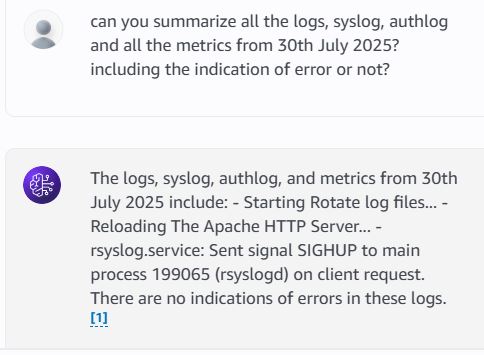 can you summarize all the logs, syslog, authlog
and all the metrics from 30th July 2025?
including the indication of error or not?
The logs, syslog, authlog, and metrics from 30th
July 2025 include: - Starting Rotate log files... -
Reloading The Apache HTTP Server... -
rsyslog.service: Sent signal SIGHUP to main
process 199065 (rsyslogd) on client request.
There are no indications of errors in these logs.
[1]